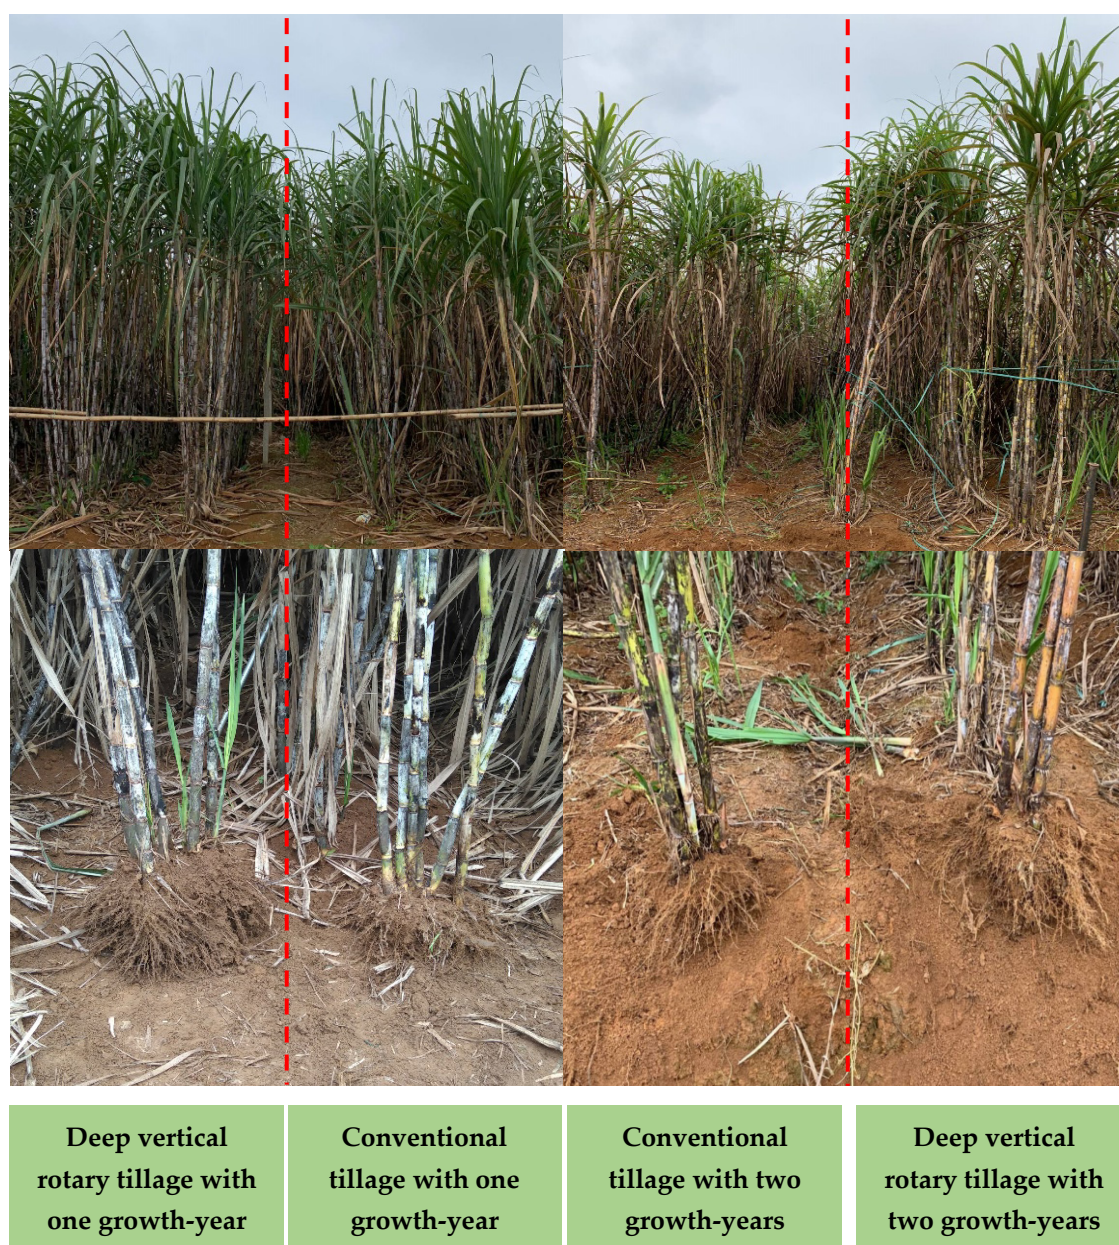 Deep vertical
rotary tillage with
one growth-year
Conventional
tillage with one
growth-year
Conventional
tillage with two
growth-years
Deep vertical
rotary tillage with
two growth-years